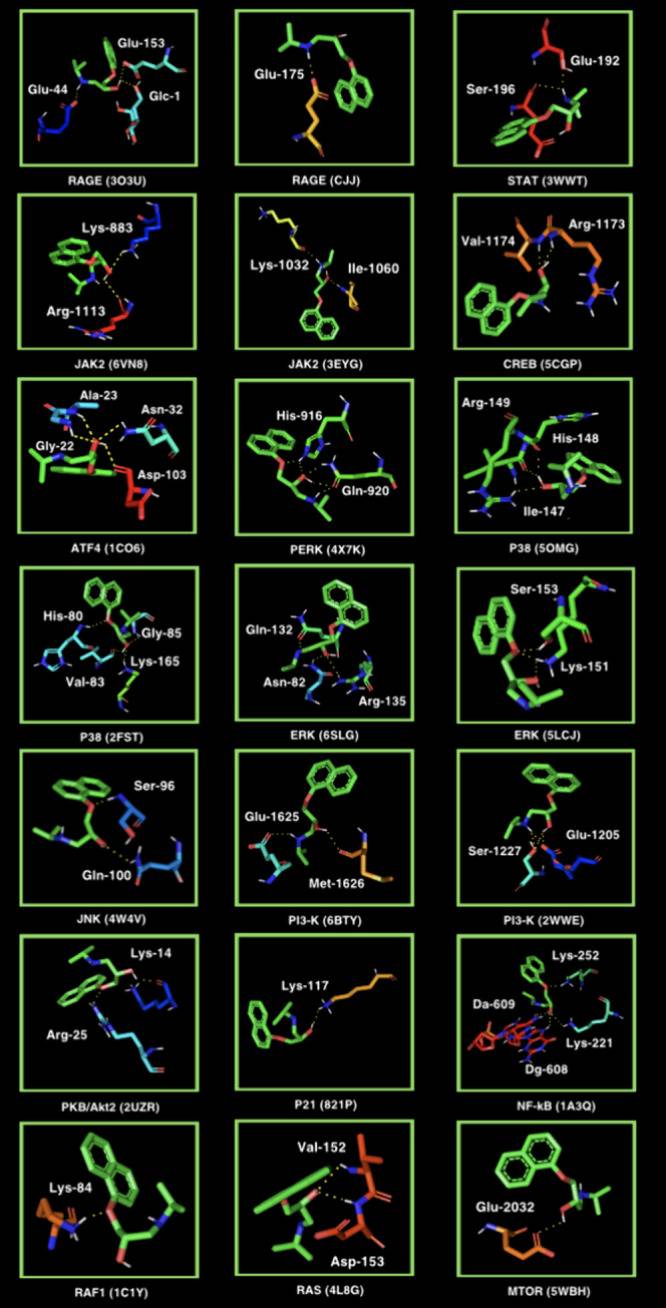 Glu-153
Glu-44
Glc-1
RAGE (3O3U)
Glu-175
RAGE (CJJ)
Glu-192
Ser-196
STAT (3WWT)
Lys-883
Arg-1113
JAK2 (6VN8)
Lys-1032
Ile-1060
JAK2 (3EYG)
Arg-1173
Val-1174
CREB (5CGP)
Ala-23
Asn-32
Gly-22
Asp-103
ATF4 (1CO6)
His-916
Gln-920
PERK (4X7K)
Arg-149
His-148
Ile-147
P38 (5OMG)
His-80
Gly-85
Lys-165
Val-83
P38 (2FST)
Gln-132
Asn-82
Arg-135
ERK (6SLG)
Ser-153
Lys-151
ERK (5LCJ)
Ser-96
Gln-100
JNK (4W4V)
Glu-1625
Met-1626
PI3-K (6BTY)
Glu-1205
Ser-1227
PI3-K (2WWE)
Lys-14
Arg-25
PKB/Akt2 (2UZR)
Lys-117
P21 (821P)
Lys-252
Da-609
Lys-221
Dg-608
NF-kB (1A3Q)
Lys-84
RAF1 (1C1Y)
Val-152
Asp-153
RAS (4L8G)
Glu-2032
MTOR (5WBH)